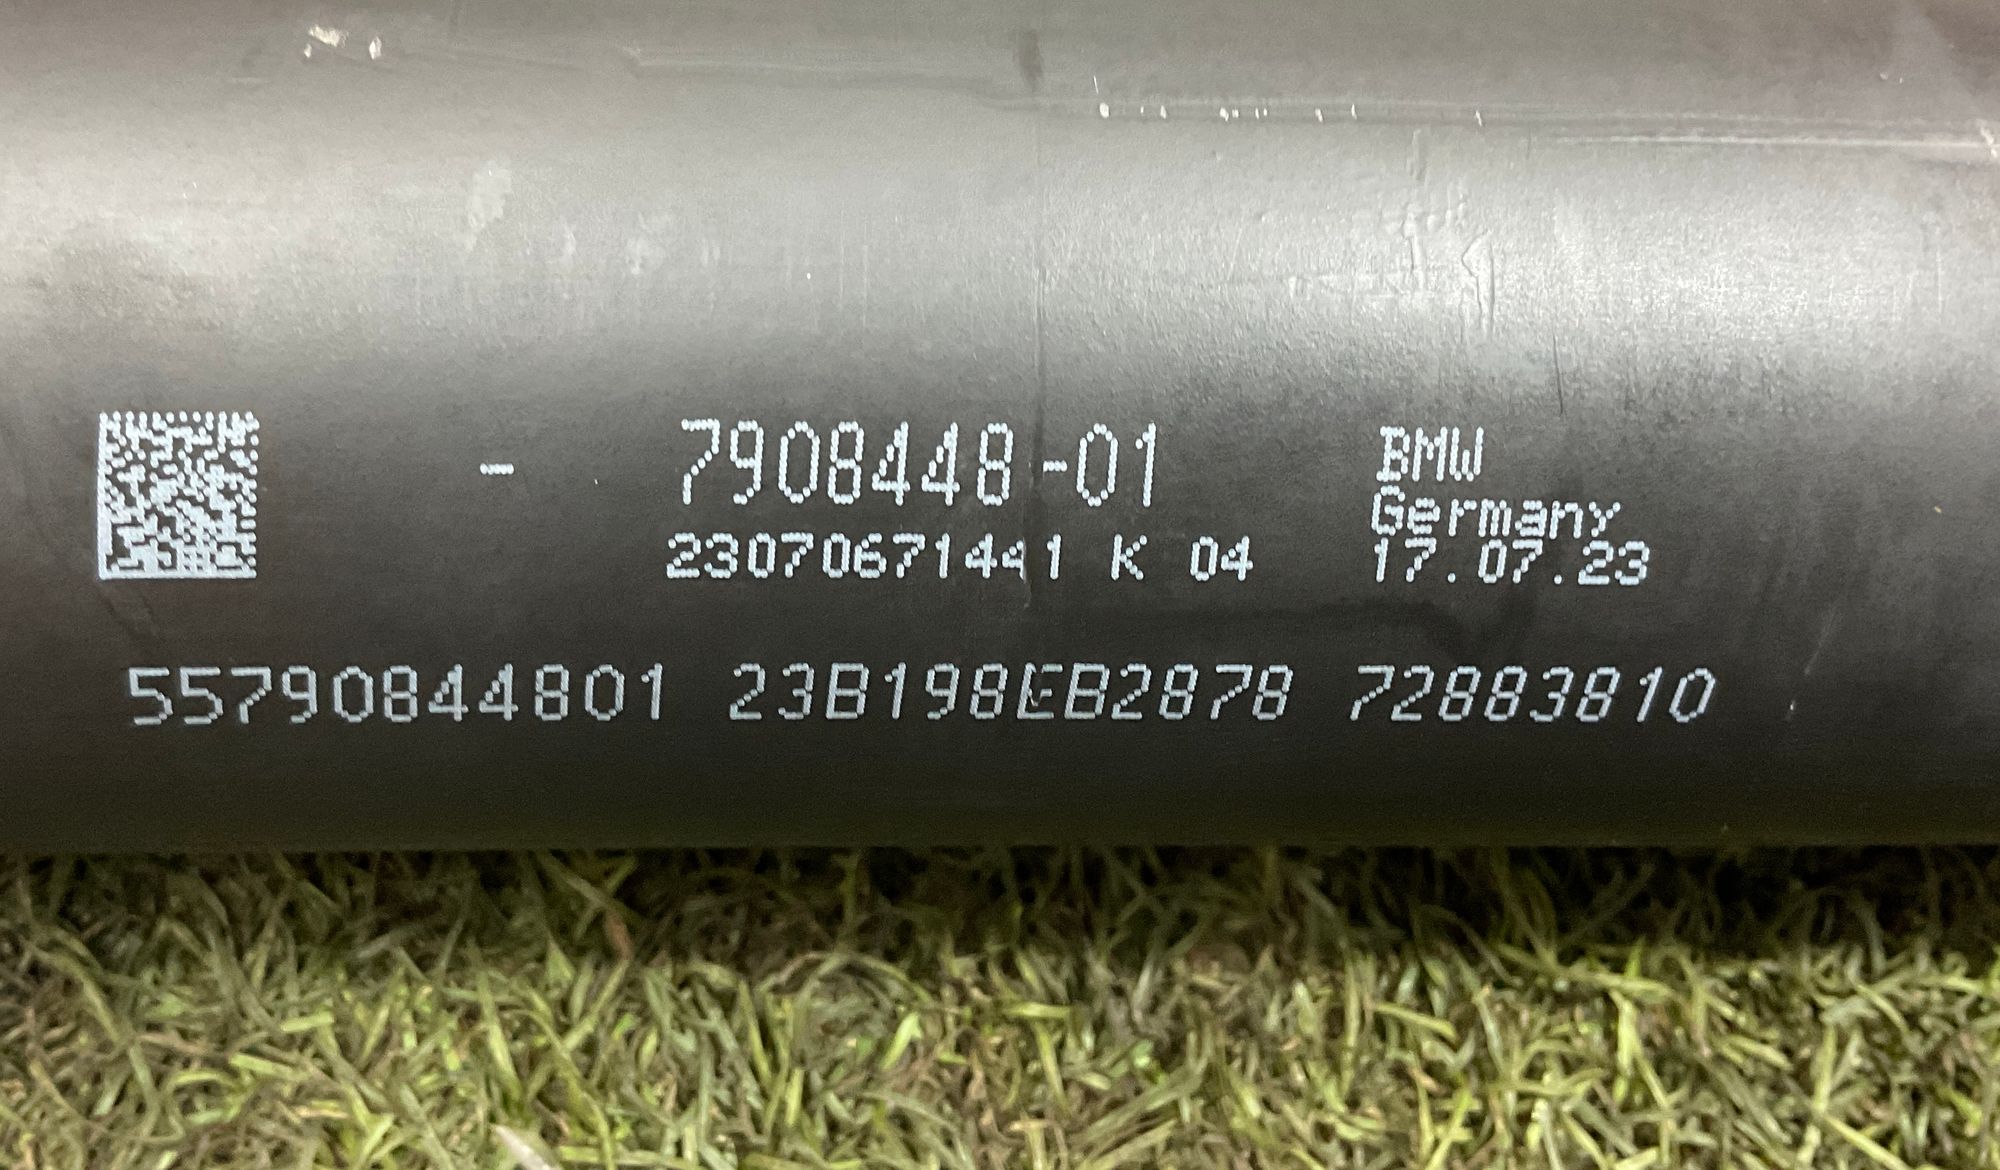 - 7908448-01
23070671441 K 04
BMW
Germany
17.07.23
55790844801 23B198EB2878 72883810